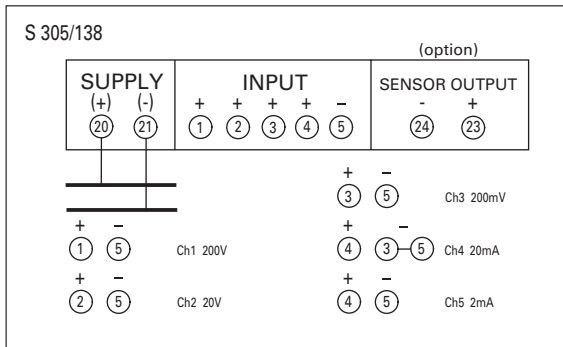 S 305/138
(option)
SUPPLY INPUT SENSOR OUTPUT
(+) (-) + + + + – - +
20 21 1 2 3 4 5 24 23
+ –
3 5 Ch3 200mV
+ – + –
1 5 Ch1 200V 4 3 5 Ch4 20mA
+ – + –
2 5 Ch2 20V 4 5 Ch5 2mA